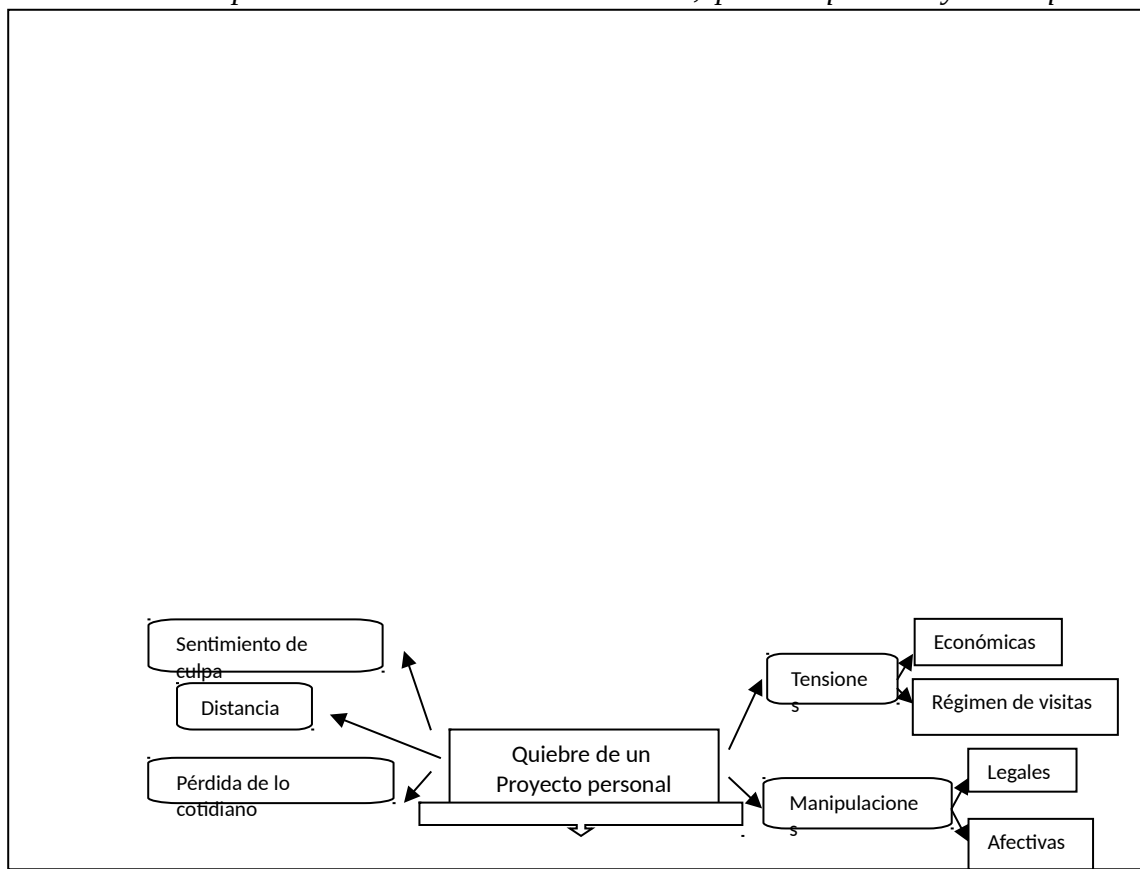 Sentimiento de
culpa
Distancia
Pérdida de lo
cotidiano
Quiebre de un
Proyecto personal
Tensione
s
Económicas
Régimen de visitas
Manipulacione
s
Legales
Afectivas